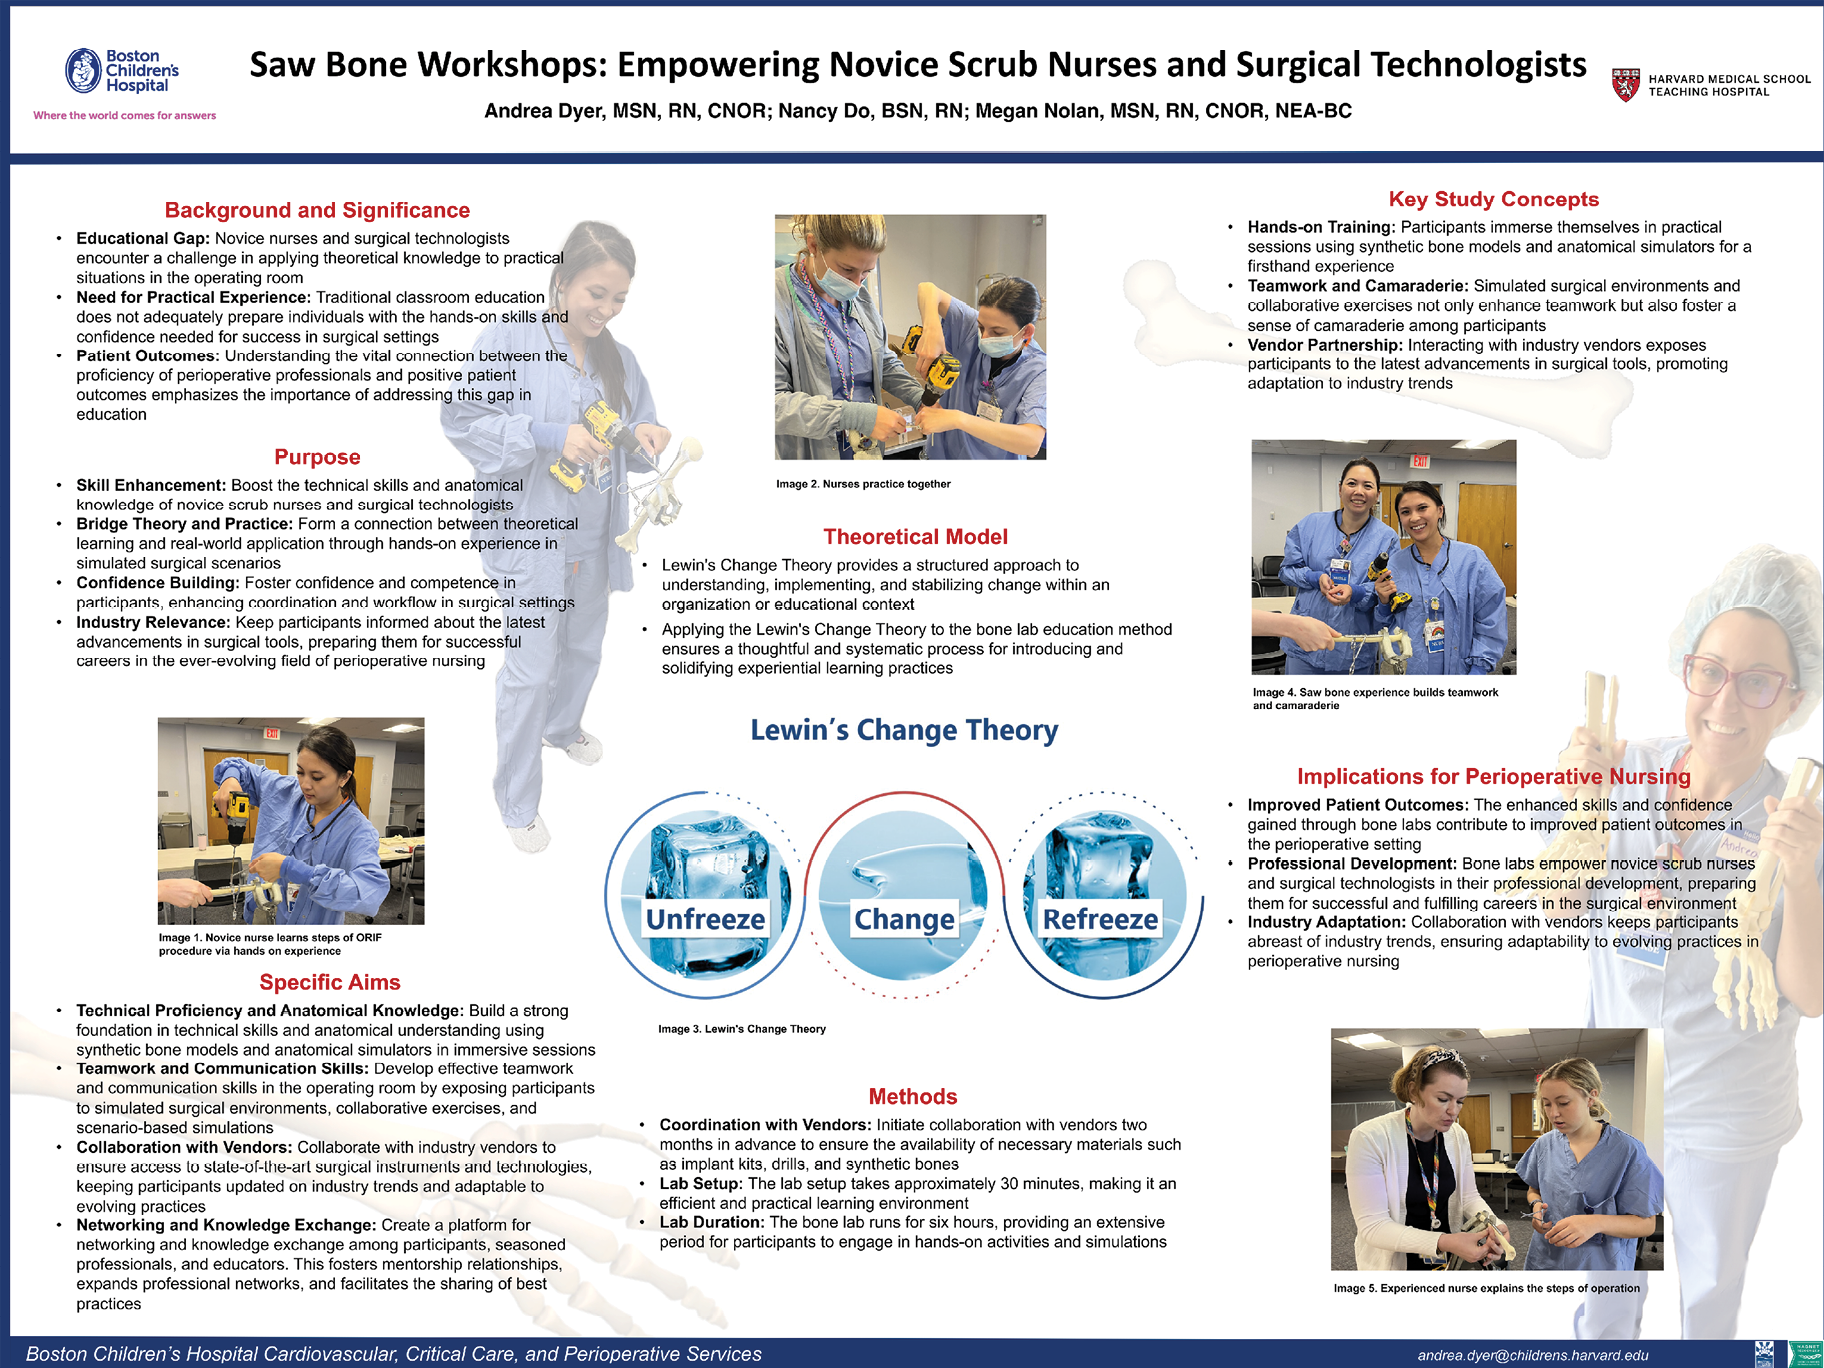 Boston
Children's
Hospital
Where the world comes for answers
Saw Bone Workshops: Empowering Novice Scrub Nurses and Surgical Technologists
Andrea Dyer, MSN, RN, CNOR; Nancy Do, BSN, RN; Megan Nolan, MSN, RN, CNOR, NEA-BC
HARVARD MEDICAL SCHOOL
TEACHING HOSPITAL
Background and Significance
• Educational Gap: Novice nurses and surgical technologists
encounter a challenge in applying theoretical knowledge to practical
situations in the operating room
• Need for Practical Experience: Traditional classroom education
does not adequately prepare individuals with the hands-on skills and
confidence needed for success in surgical settings
• Patient Outcomes: Understanding the vital connection between the
proficiency of perioperative professionals and positive patient
outcomes emphasizes the importance of addressing this gap in
education
Purpose
• Skill Enhancement: Boost the technical skills and anatomical
knowledge of novice scrub nurses and surgical technologists
• Bridge Theory and Practice: Form a connection between theoretical
learning and real-world application through hands-on experience in
simulated surgical scenarios
• Confidence Building: Foster confidence and competence in
participants, enhancing coordination and workflow in surgical settings
• Industry Relevance: Keep participants informed about the latest
advancements in surgical tools, preparing them for successful
careers in the ever-evolving field of perioperative nursing
EXIT
Image 1. Novice nurse learns steps of ORIF
procedure via hands on experience
Specific Aims
• Technical Proficiency and Anatomical Knowledge: Build a strong
foundation in technical skills and anatomical understanding using
synthetic bone models and anatomical simulators in immersive sessions
• Teamwork and Communication Skills: Develop effective teamwork
and communication skills in the operating room by exposing participants
to simulated surgical environments, collaborative exercises, and
scenario-based simulations
• Collaboration with Vendors: Collaborate with industry vendors to
ensure access to state-of-the-art surgical instruments and technologies,
keeping participants updated on industry trends and adaptable to
evolving practices
• Networking and Knowledge Exchange: Create a platform for
networking and knowledge exchange among participants, seasoned
professionals, and educators. This fosters mentorship relationships,
expands professional networks, and facilitates the sharing of best
practices
Image 2. Nurses practice together
Theoretical Model
• Lewin's Change Theory provides a structured approach to
understanding, implementing, and stabilizing change within an
organization or educational context
• Applying the Lewin's Change Theory to the bone lab education method
ensures a thoughtful and systematic process for introducing and
solidifying experiential learning practices
Lewin's Change Theory
Unfreeze
Change
Refreeze
Image 3. Lewin's Change Theory
Methods
• Coordination with Vendors: Initiate collaboration with vendors two
months in advance to ensure the availability of necessary materials such
as implant kits, drills, and synthetic bones
• Lab Setup: The lab setup takes approximately 30 minutes, making it an
efficient and practical learning environment
• Lab Duration: The bone lab runs for six hours, providing an extensive
period for participants to engage in hands-on activities and simulations
Key Study Concepts
• Hands-on Training: Participants immerse themselves in practical
sessions using synthetic bone models and anatomical simulators for a
firsthand experience
• Teamwork and Camaraderie: Simulated surgical environments and
collaborative exercises not only enhance teamwork but also foster a
sense of camaraderie among participants
• Vendor Partnership: Interacting with industry vendors exposes
participants to the latest advancements in surgical tools, promoting
adaptation to industry trends
EXIT
Image 4. Saw bone experience builds teamwork
and camaraderie
Implications for Perioperative Nursing
• Improved Patient Outcomes: The enhanced skills and confidence
gained through bone labs contribute to improved patient outcomes in
the perioperative setting
• Professional Development: Bone labs empower novice scrub nurses
and surgical technologists in their professional development, preparing
them for successful and fulfilling careers in the surgical environment
• Industry Adaptation: Collaboration with vendors keeps participants
abreast of industry trends, ensuring adaptability to evolving practices in
perioperative nursing
Andrea
Image 5. Experienced nurse explains the steps of operation
Boston Children's Hospital Cardiovascular, Critical Care, and Perioperative Services
andrea.dyer@childrens.harvard.edu
MAGNET